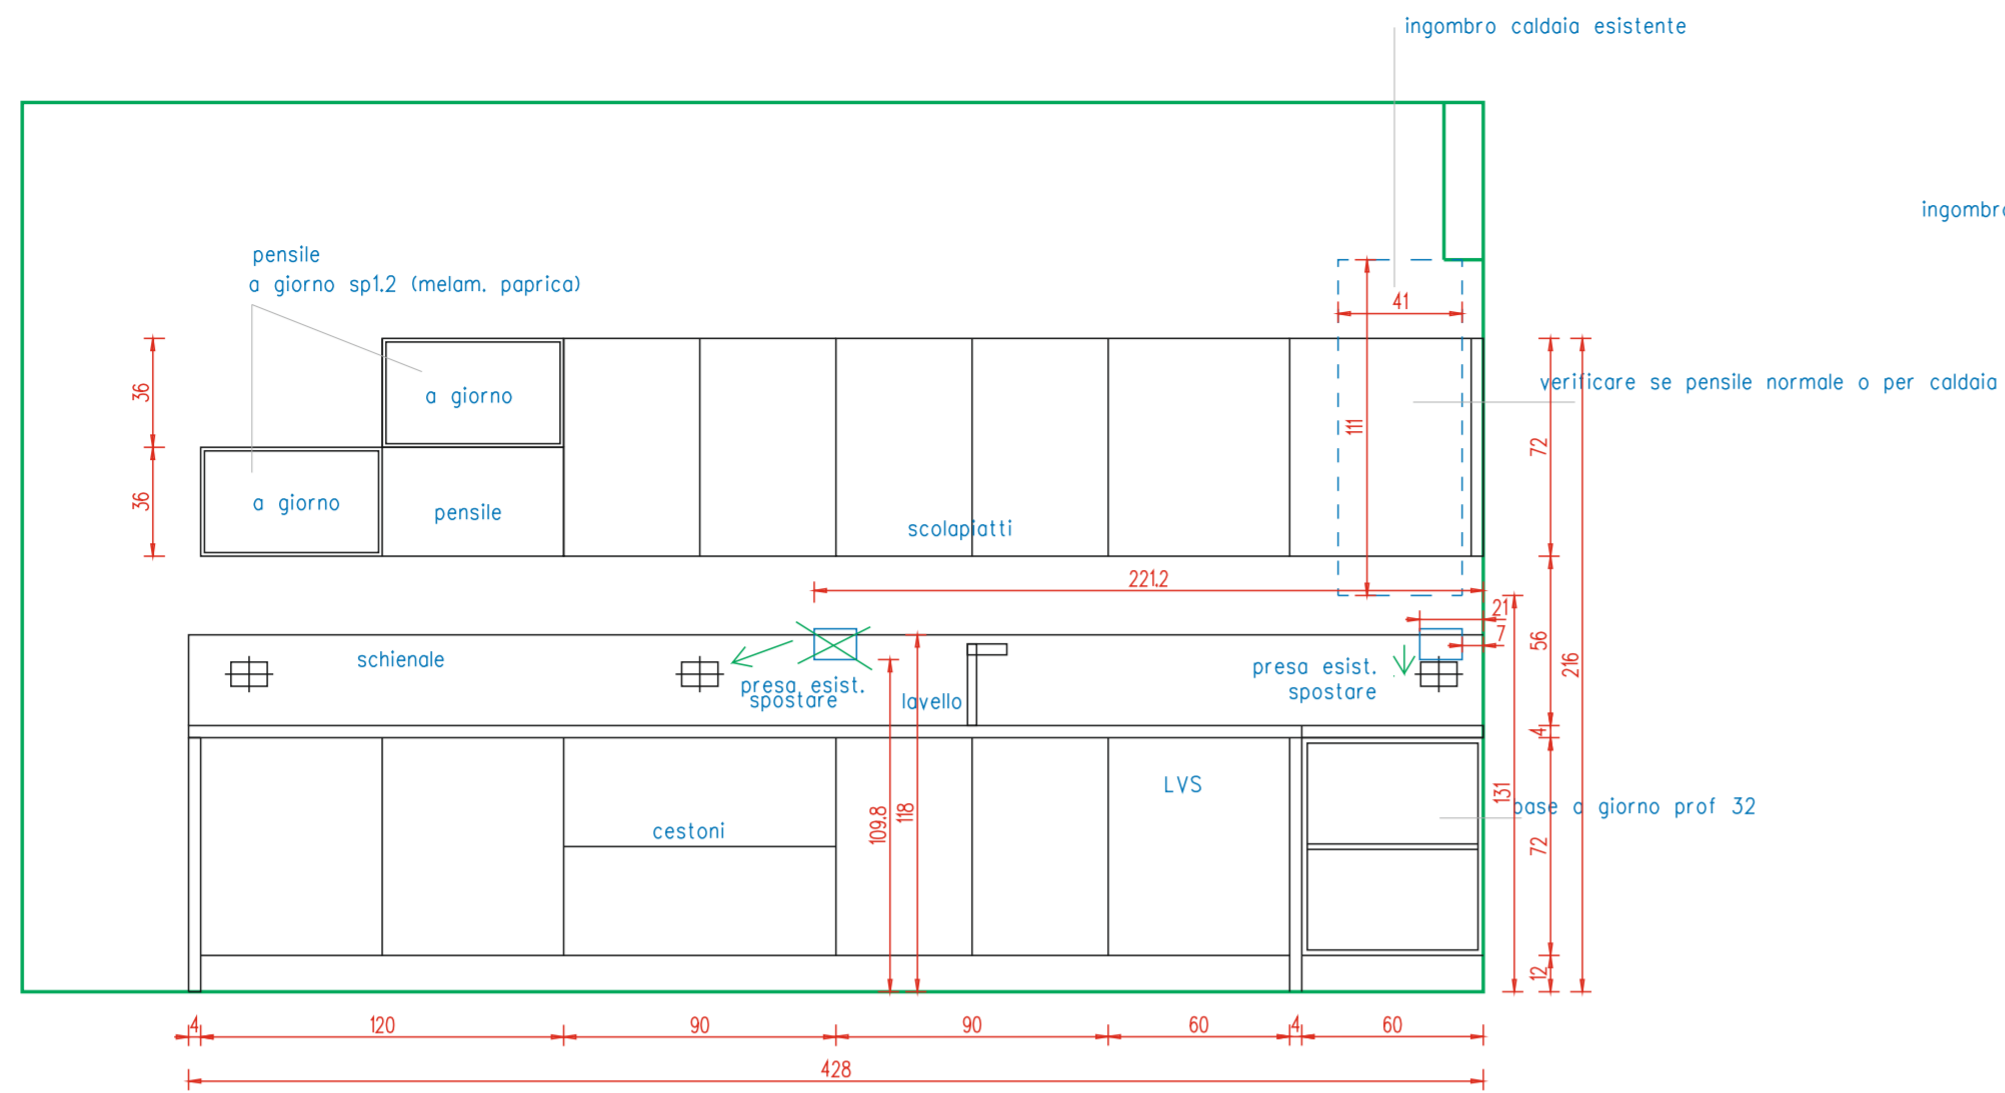 ingombro caldaia esistente
ingombro
pensile
a giorno sp1.2 (melam. paprica)
41
36
a giorno
verificare se pensile normale o per caldaia
111
72
36
a giorno
pensile
scolapiatti
221.2
21
7
56
216
schienale
presa esist.
spostare
lavello
presa esist.
spostare
4
LVS
131
base a giorno prof 32
cestoni
109.8
118
72
12
4
120
90
90
60
4
60
428